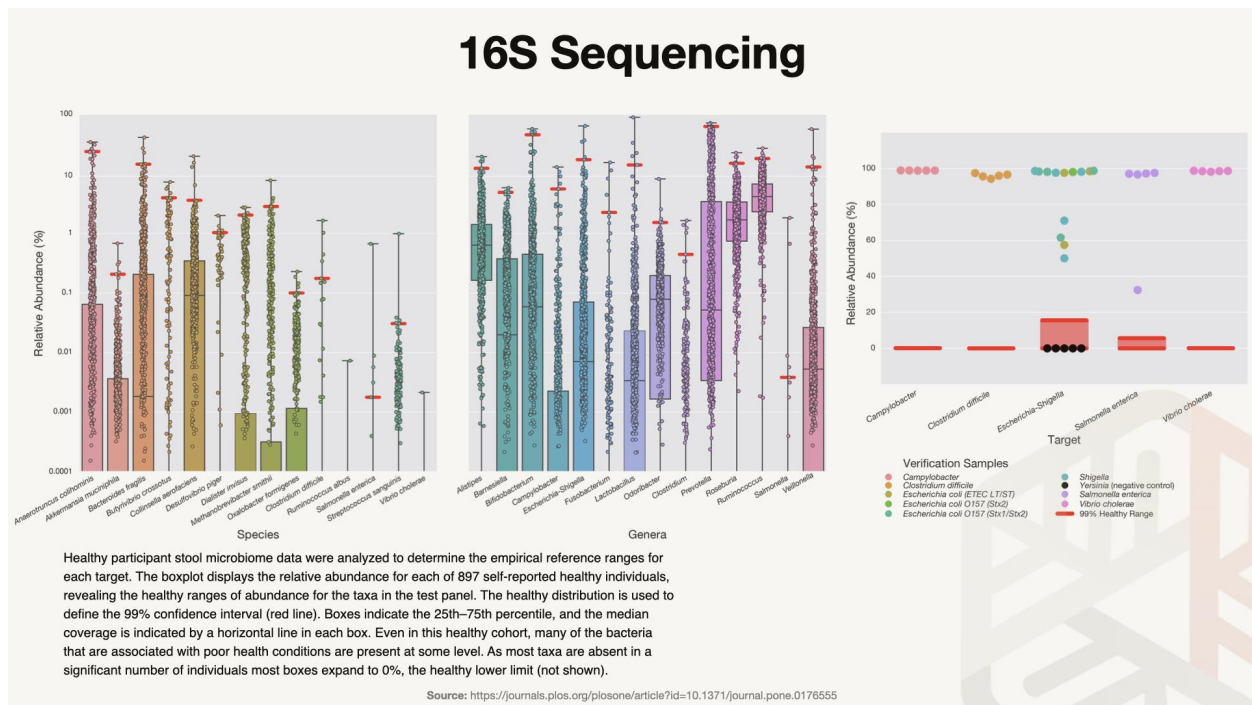 16S Sequencing
Relative Abundance (%)
100
10
1
0.1
0.01
0.001
0.0001
Anaerotruncus colihominis
Akkermansia muciniphila
Bacteroides fragilis
Butyrivibrio crossotus
Collinsella aerofaciens
Desulfovibrio piger
Dialister invisus
Methanobrevibacter smithii
Oxalobacter formigenes
Clostridium difficile
Ruminococcus albus
Salmonella enterica
Streptococcus sanguinis
Vibrio cholerae
Species
Alistipes
Barnesella
Bifidobacterium
Campylobacter
Escherichia-Shigella
Fusobacterium
Lactobacillus
Odoribacter
Clostridium
Prevotella
Roseburia
Ruminococcus
Salmonella
Veillonella
Genera
Relative Abundance (%)
100
80
60
40
20
0
Campylobacter
Clostridium difficile
Escherichia-Shigella
Salmonella enterica
Vibrio cholerae
Target
Verification Samples
Campylobacter
Clostridium difficile
Escherichia coli (ETEC LT/ST)
Escherichia coli O157 (Stx2)
Escherichia coli O157 (Stx1/Stx2)
Shigella
Yersinia (negative control)
Salmonella enterica
Vibrio cholerae
99% Healthy Range
Healthy participant stool microbiome data were analyzed to determine the empirical reference ranges for
each target. The boxplot displays the relative abundance for each of 897 self-reported healthy individuals,
revealing the healthy ranges of abundance for the taxa in the test panel. The healthy distribution is used to
define the 99% confidence interval (red line). Boxes indicate the 25th–75th percentile, and the median
coverage is indicated by a horizontal line in each box. Even in this healthy cohort, many of the bacteria
that are associated with poor health conditions are present at some level. As most taxa are absent in a
significant number of individuals most boxes expand to 0%, the healthy lower limit (not shown).
Source: https://journals.plos.org/plosone/article?id=10.1371/journal.pone.0176555